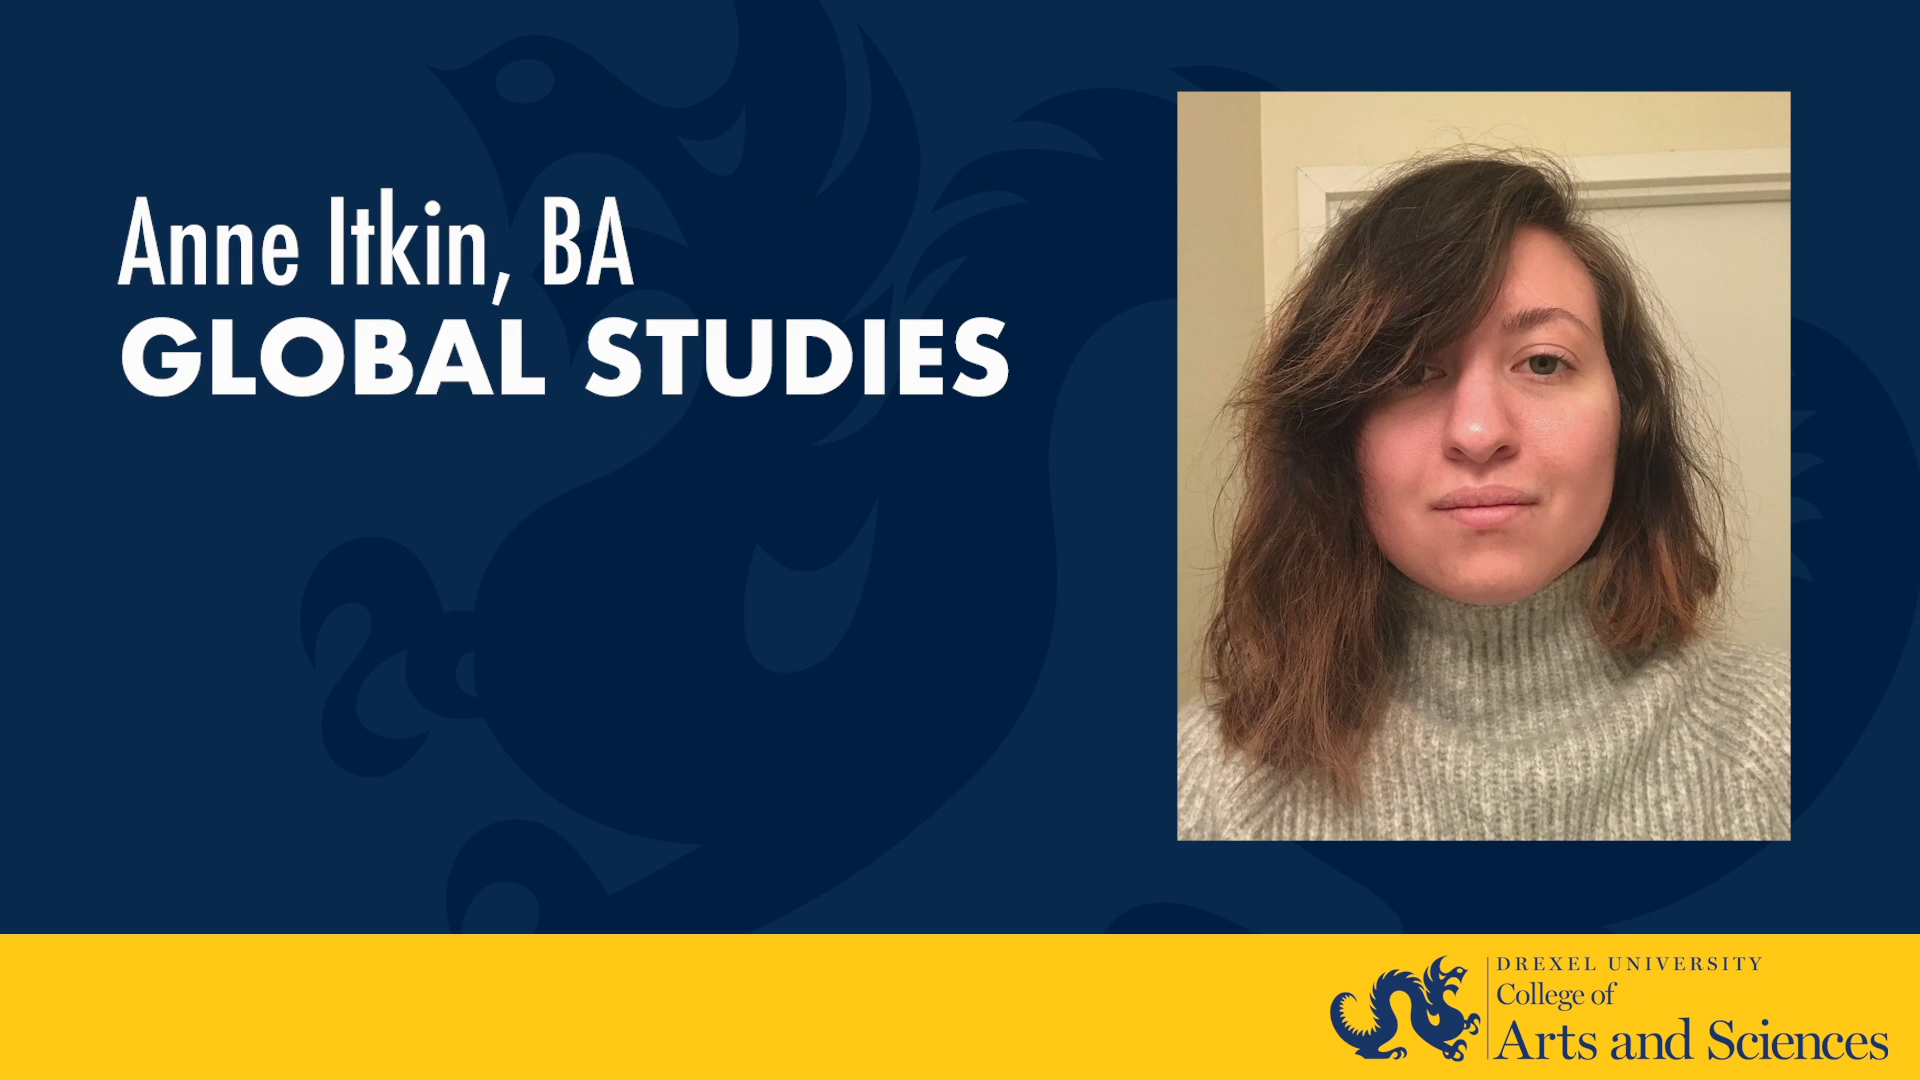 Anne Itkin, BA
GLOBAL STUDIES
DREXEL UNIVERSITY
College of
Arts and Sciences